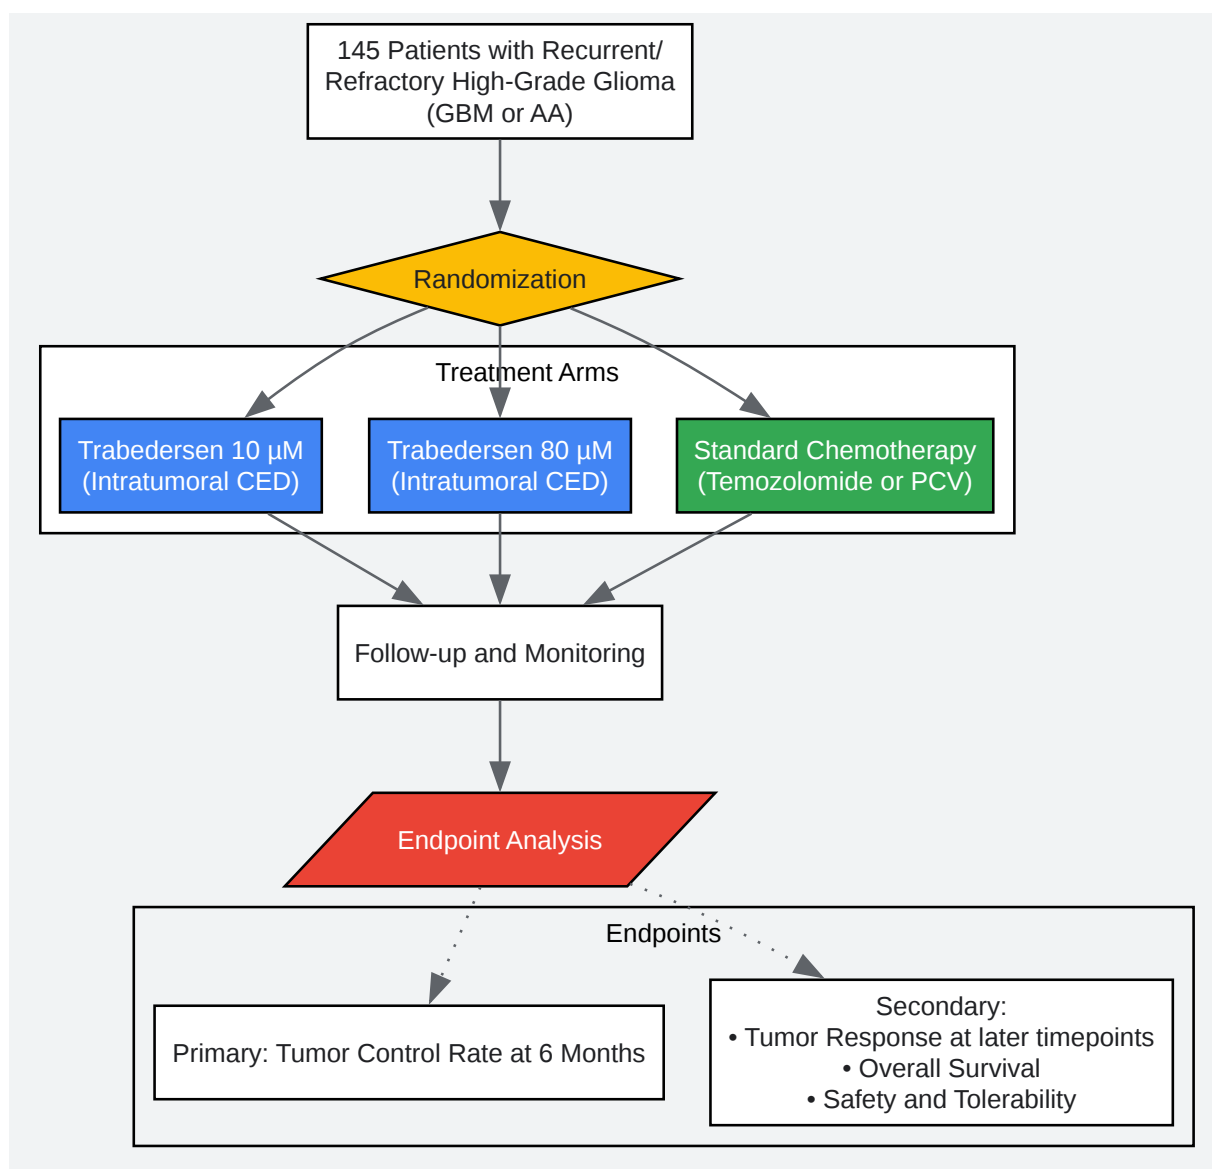 145 Patients with Recurrent/
Refractory High-Grade Glioma
(GBM or AA)
Randomization
Treatment Arms
Trabedersen 10 µM
(Intratumoral CED)
Trabedersen 80 µM
(Intratumoral CED)
Standard Chemotherapy
(Temozolomide or PCV)
Follow-up and Monitoring
Endpoint Analysis
Endpoints
Primary: Tumor Control Rate at 6 Months
Secondary:
• Tumor Response at later timepoints
• Overall Survival
• Safety and Tolerability